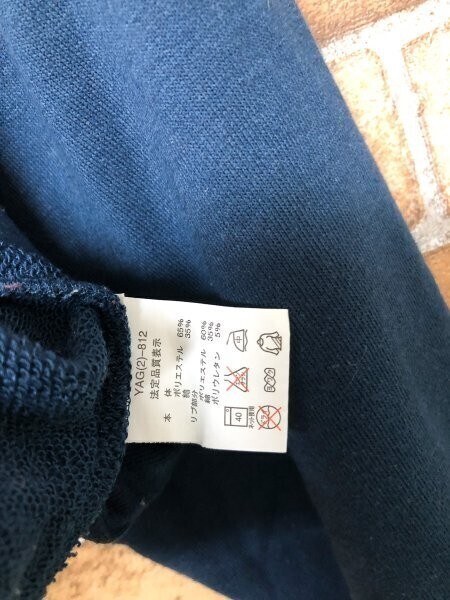 YAG(2)-812
法定品質表示
本 体 ポリエステル 65%
綿 35%
リブ部分 ポリエステル 60%
綿 35%
ポリウレタン 5%
中
40